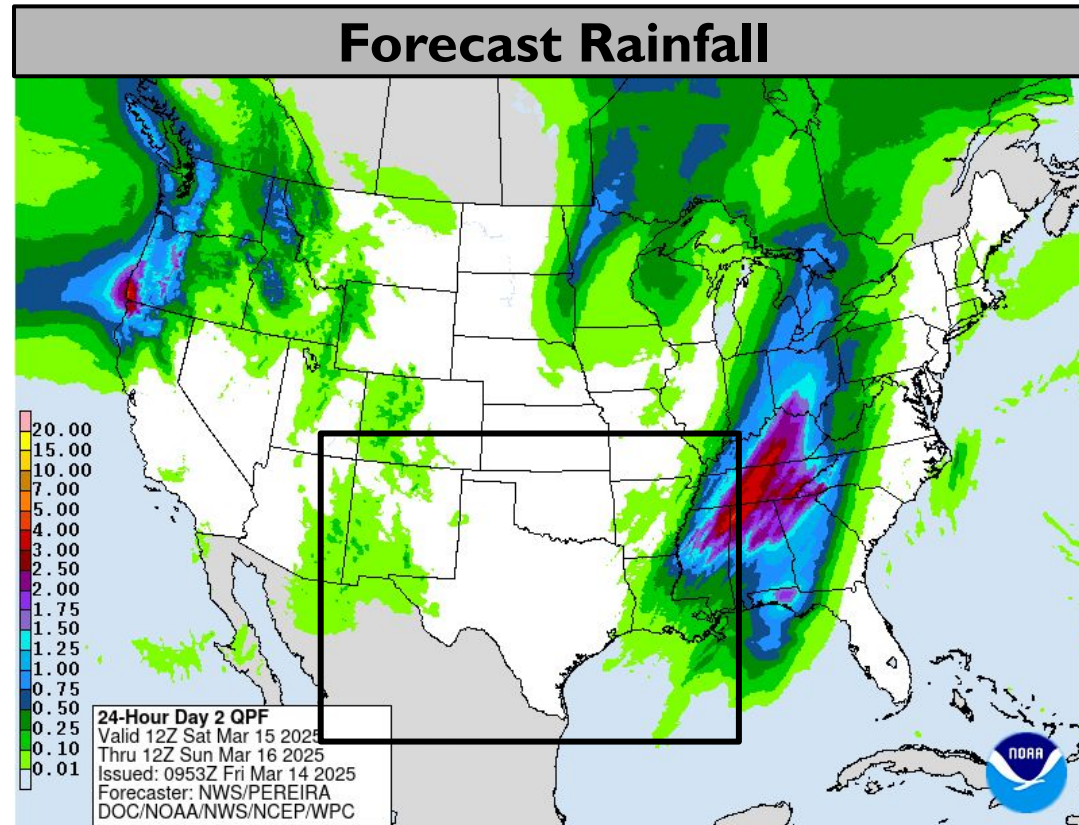 Forecast Rainfall
20.00
15.00
10.00
7.00
5.00
4.00
3.00
2.50
2.00
1.75
1.50
1.25
1.00
0.75
0.50
0.25
0.10
0.01
24-Hour Day 2 QPF
Valid 12Z Sat Mar 15 2025
Thru 12Z Sun Mar 16 2025
Issued: 0953Z Fri Mar 14 2025
Forecaster: NWS/PEREIRA
DOC/NOAA/NWS/NCEP/WPC
NOAA